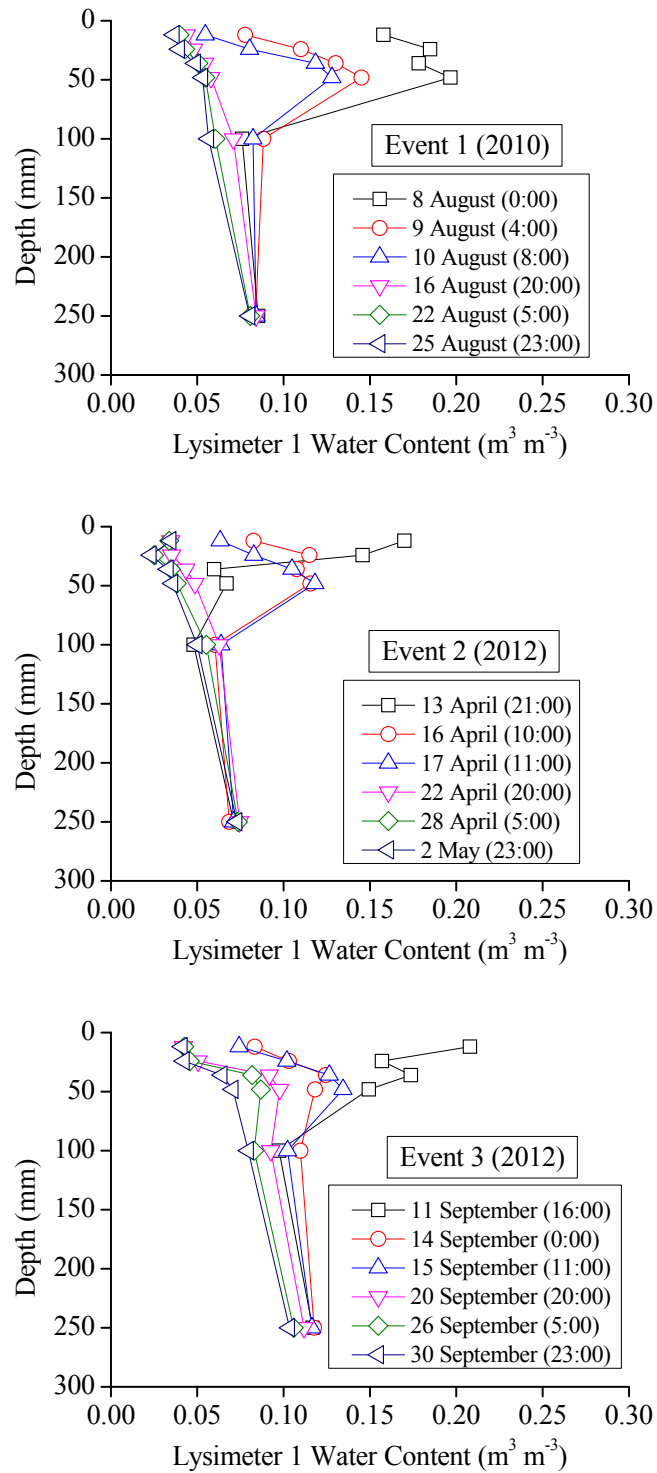 0
50
100
150
200
250
300
Depth (mm)
Event 1 (2010)
8 August (0:00)
9 August (4:00)
10 August (8:00)
16 August (20:00)
22 August (5:00)
25 August (23:00)
0.00 0.05 0.10 0.15 0.20 0.25 0.30
Lysimeter 1 Water Content (m³ m⁻³)
0
50
100
150
200
250
300
Depth (mm)
Event 2 (2012)
13 April (21:00)
16 April (10:00)
17 April (11:00)
22 April (20:00)
28 April (5:00)
2 May (23:00)
0.00 0.05 0.10 0.15 0.20 0.25 0.30
Lysimeter 1 Water Content (m³ m⁻³)
0
50
100
150
200
250
300
Depth (mm)
Event 3 (2012)
11 September (16:00)
14 September (0:00)
15 September (11:00)
20 September (20:00)
26 September (5:00)
30 September (23:00)
0.00 0.05 0.10 0.15 0.20 0.25 0.30
Lysimeter 1 Water Content (m³ m⁻³)